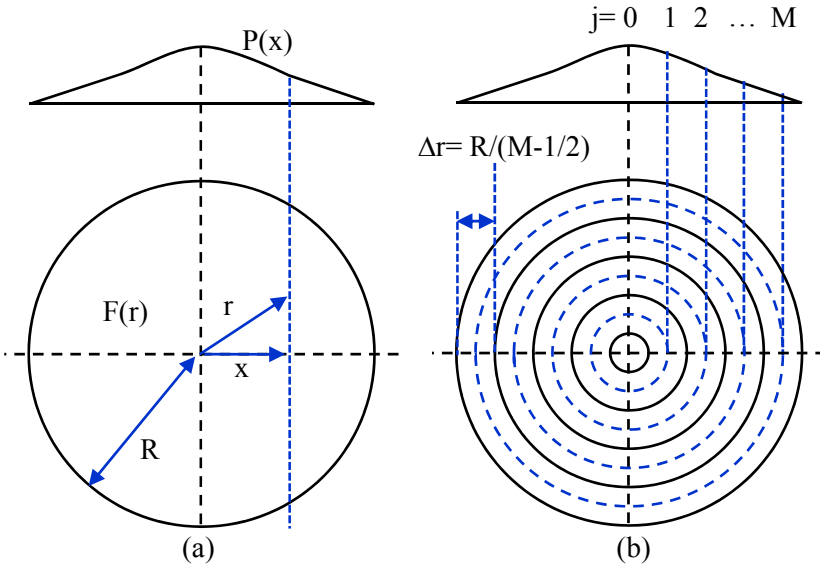 P(x)
F(r)
r
x
R
(a)
j= 0 1 2 … M
Δr= R/(M-1/2)
(b)